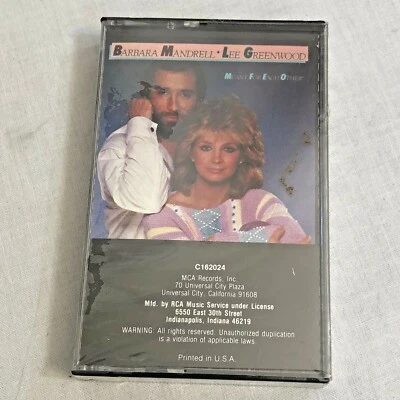 BARBARA MANDRELL • LEE GREENWOOD
MEANT FOR EACH OTHER
C162024
MCA Records, Inc.
70 Universal City Plaza
Universal City, California 91608
Mfd. by RCA Music Service under License
6550 East 30th Street
Indianapolis, Indiana 46219
WARNING: All rights reserved. Unauthorized duplication
is a violation of applicable laws.
Printed in U.S.A.